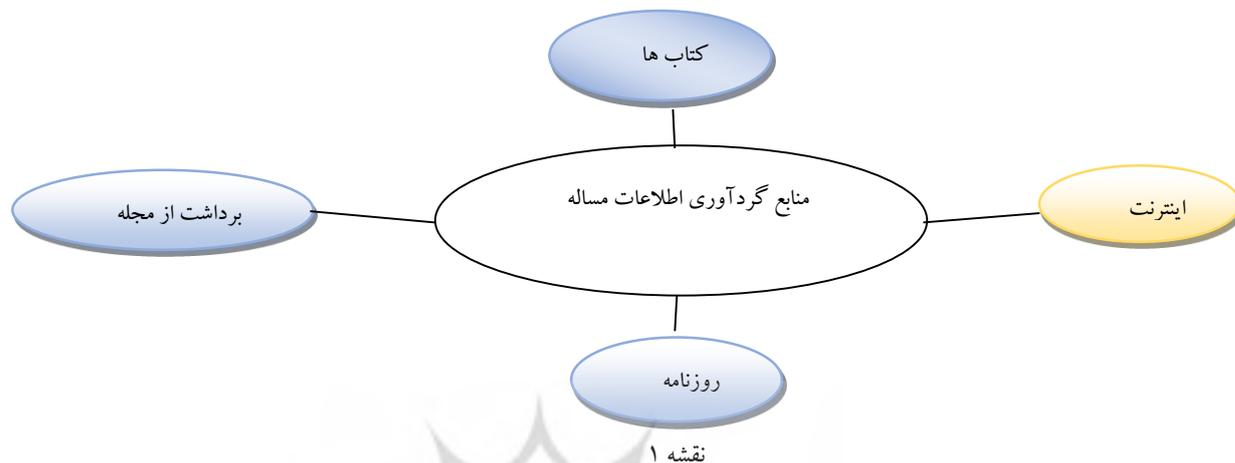 کتاب ها
منابع گردآوری اطلاعات مساله
اینترنت
برداشت از مجله
روزنامه
نقشه ۱